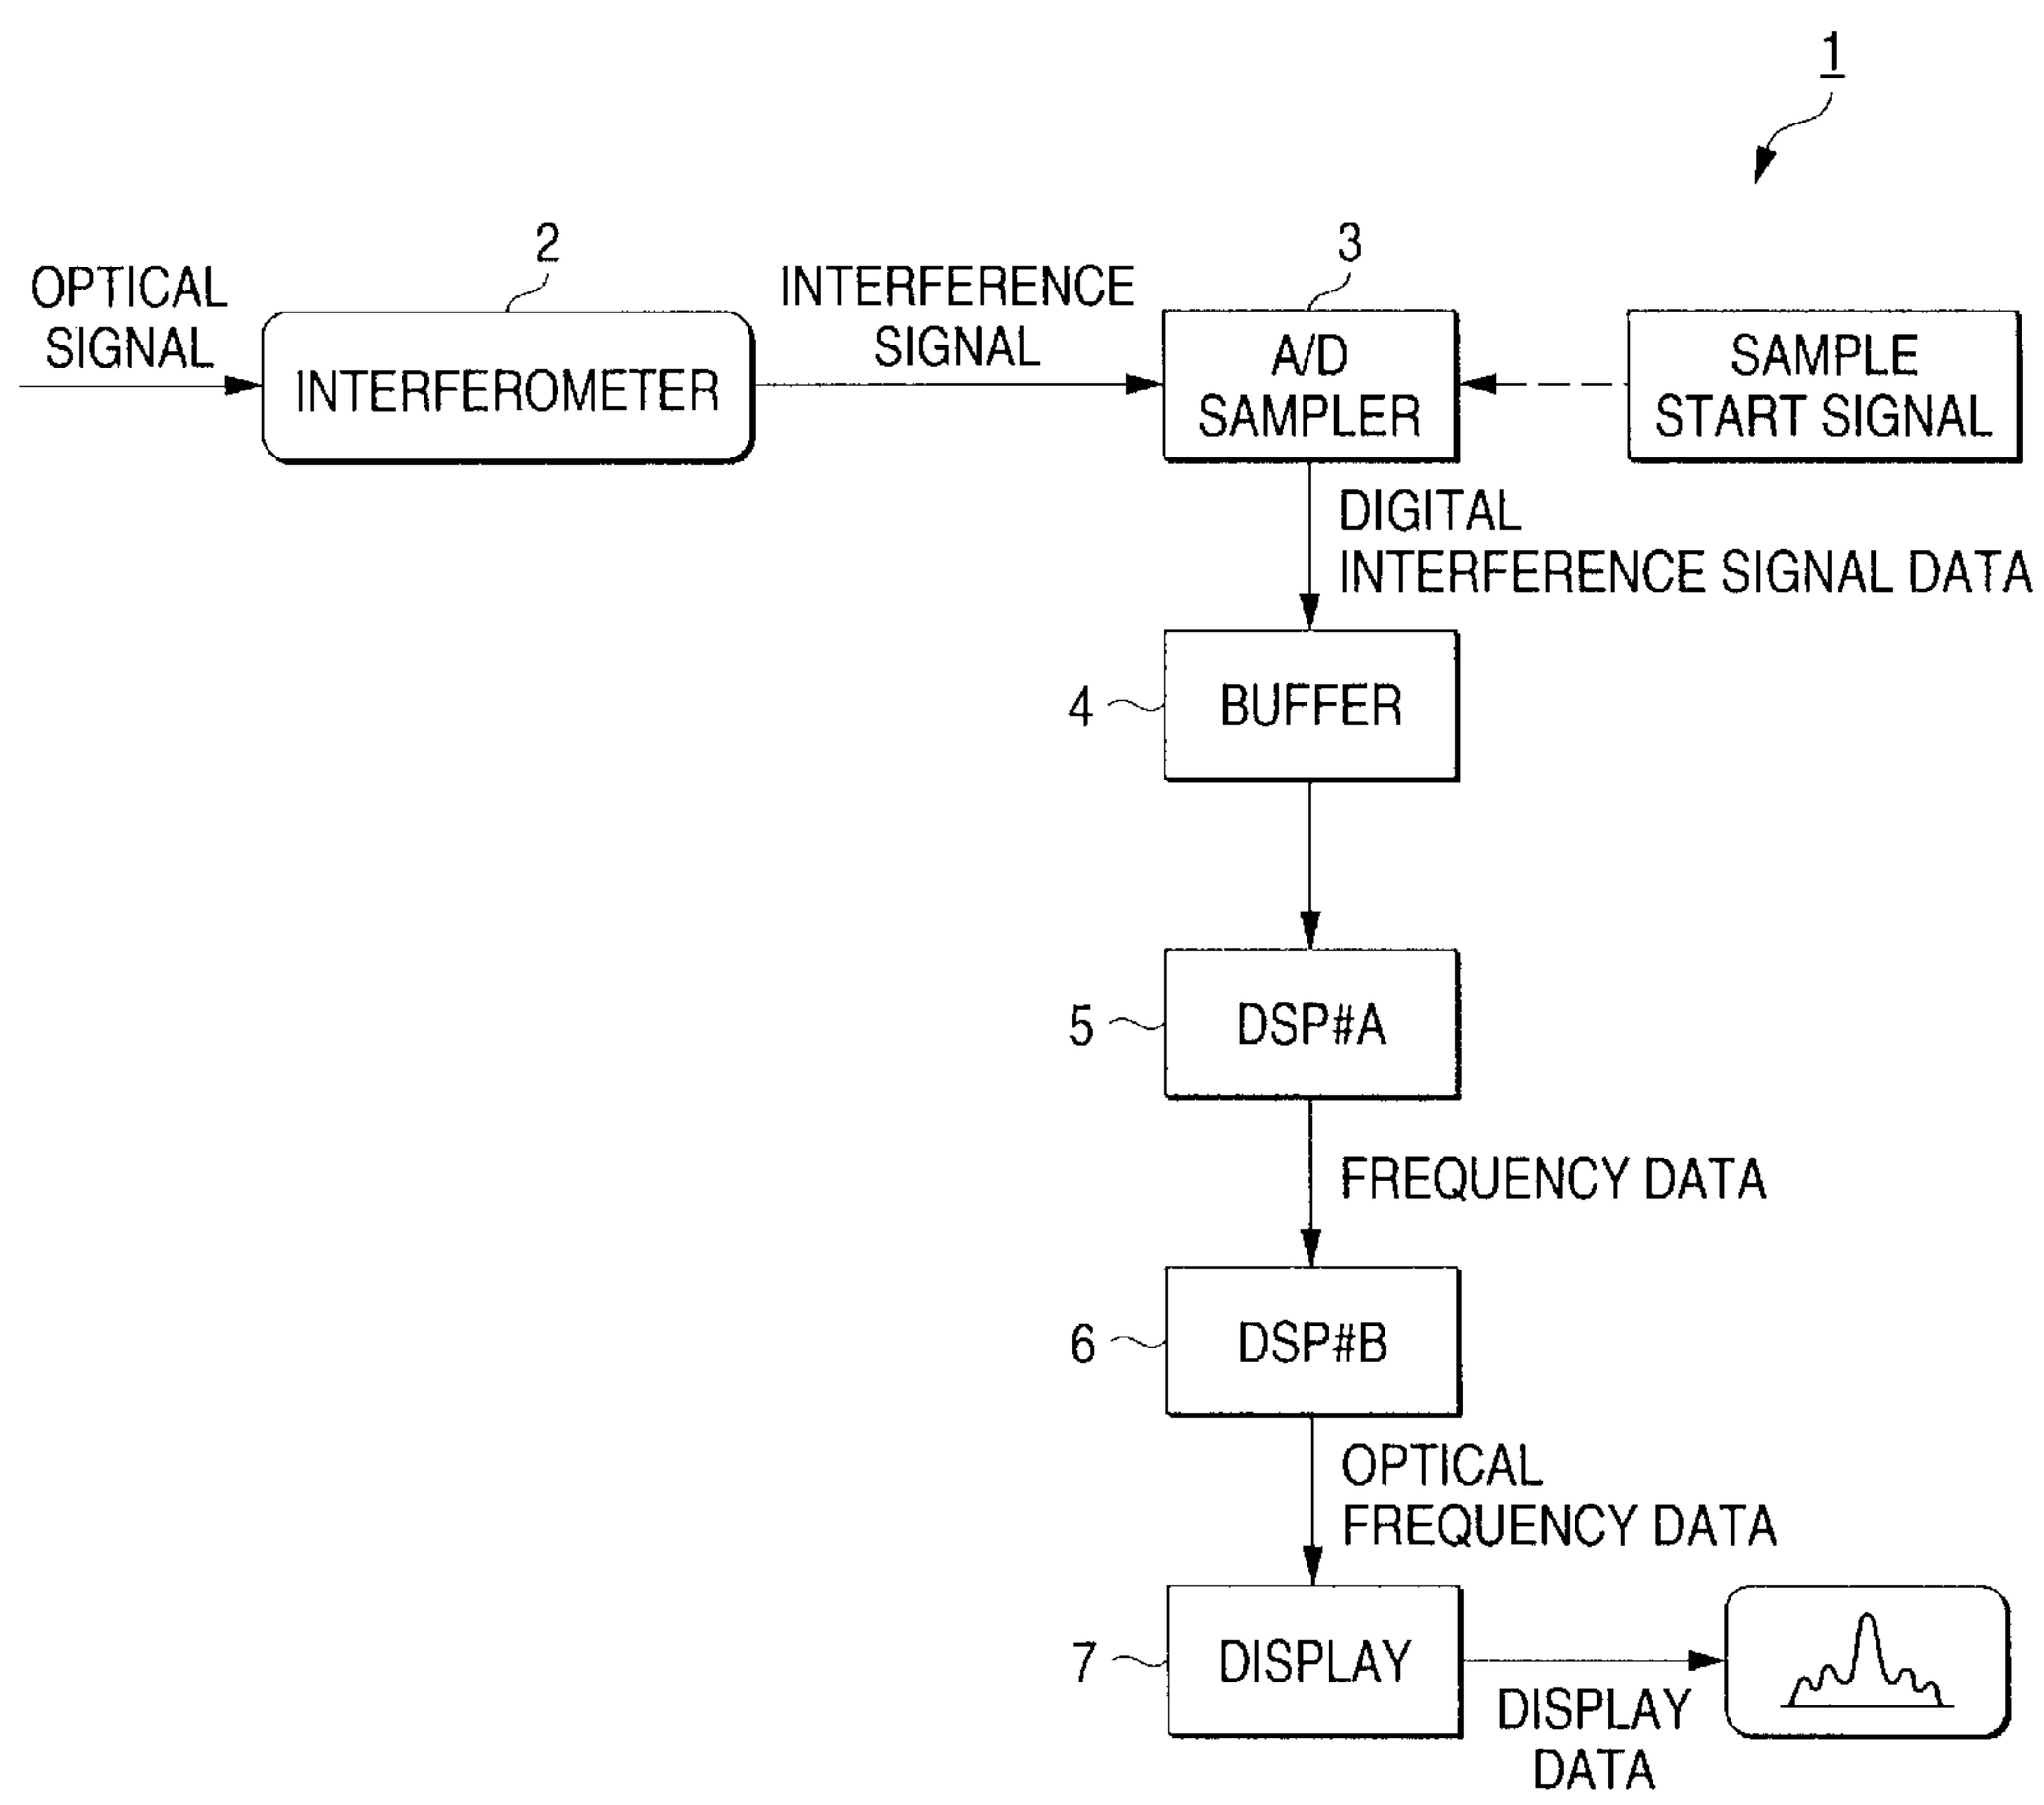 1
OPTICAL
SIGNAL
2
INTERFEROMETER
INTERFERENCE
SIGNAL
3
A/D
SAMPLER
SAMPLE
START SIGNAL
DIGITAL
INTERFERENCE SIGNAL DATA
4
BUFFER
5
DSP#A
FREQUENCY DATA
6
DSP#B
OPTICAL
FREQUENCY DATA
7
DISPLAY
DISPLAY
DATA